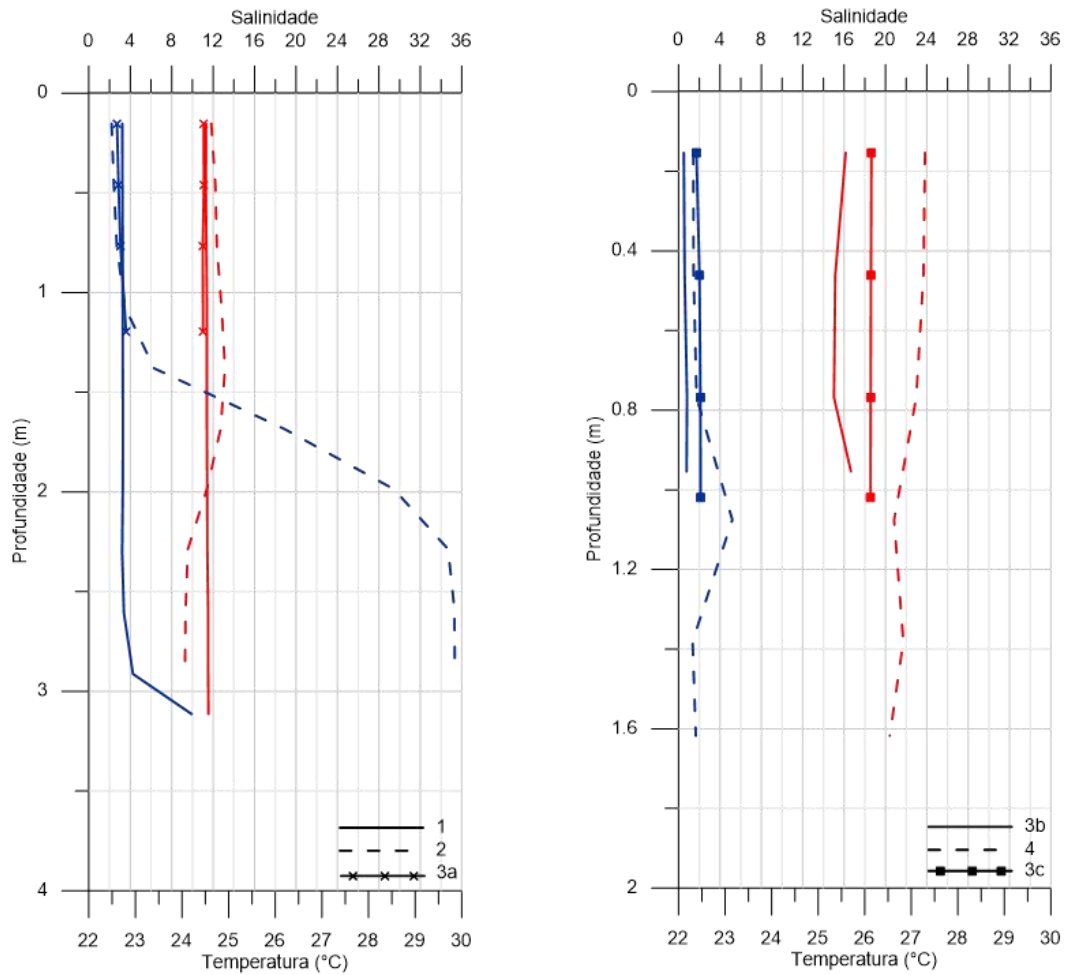 Salinidade
0 4 8 12 16 20 24 28 32 36
0
1
2
3
4
Profundidade (m)
1
2
3a
22 23 24 25 26 27 28 29 30
Temperatura (°C)
Salinidade
0 4 8 12 16 20 24 28 32 36
0
0.4
0.8
1.2
1.6
2
Profundidade (m)
3b
4
3c
22 23 24 25 26 27 28 29 30
Temperatura (°C)